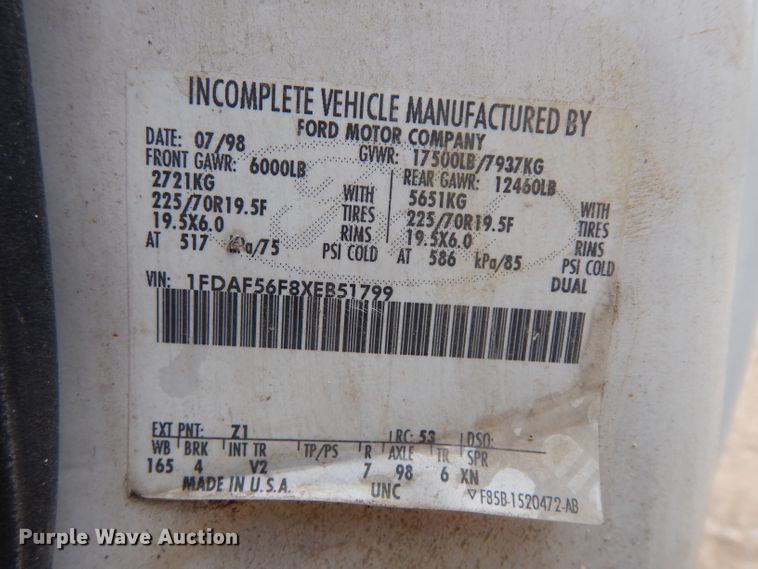 INCOMPLETE VEHICLE MANUFACTURED BY
FORD MOTOR COMPANY
DATE: 07/98 GVWR: 17500LB/7937KG
FRONT GAWR: 6000LB REAR GAWR: 12460LB
2721KG WITH 5651KG WITH
225/70R19.5F TIRES 225/70R19.5F TIRES
19.5X6.0 RIMS 19.5X6.0 RIMS
AT 517 kPa/75 PSI COLD AT 586 kPa/85 PSI COLD
DUAL
VIN: 1FDAF56F8XEB51799
EXT PNT: Z1 RC: 53 DSO:
WB BRK INT TR TP/PS R AXLE TR SPR
165 4 V2 7 98 6 XN
MADE IN U.S.A. UNC
▽F85B-1520472-AB
Purple Wave Auction